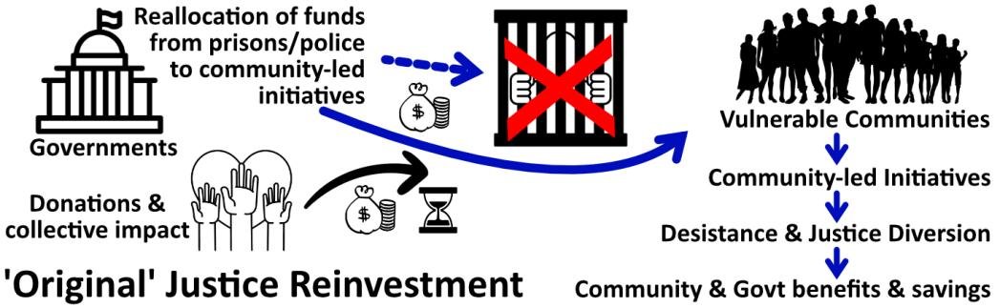 Reallocation of funds
from prisons/police
to community-led
initiatives
$
Governments
Donations &
collective impact
$
'Original' Justice Reinvestment
Vulnerable Communities
Community-led Initiatives
Desistance & Justice Diversion
Community & Govt benefits & savings